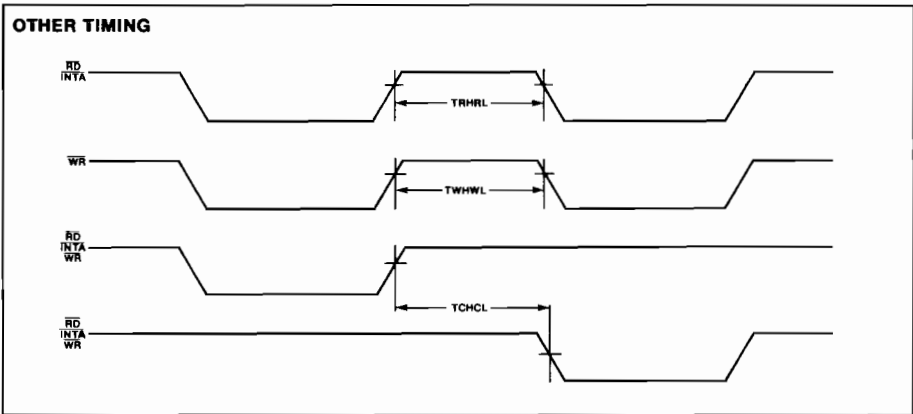 OTHER TIMING
RD
INTA
TRHRL
WR
TWHWL
RD
INTA
WR
TCHCL
RD
INTA
WR